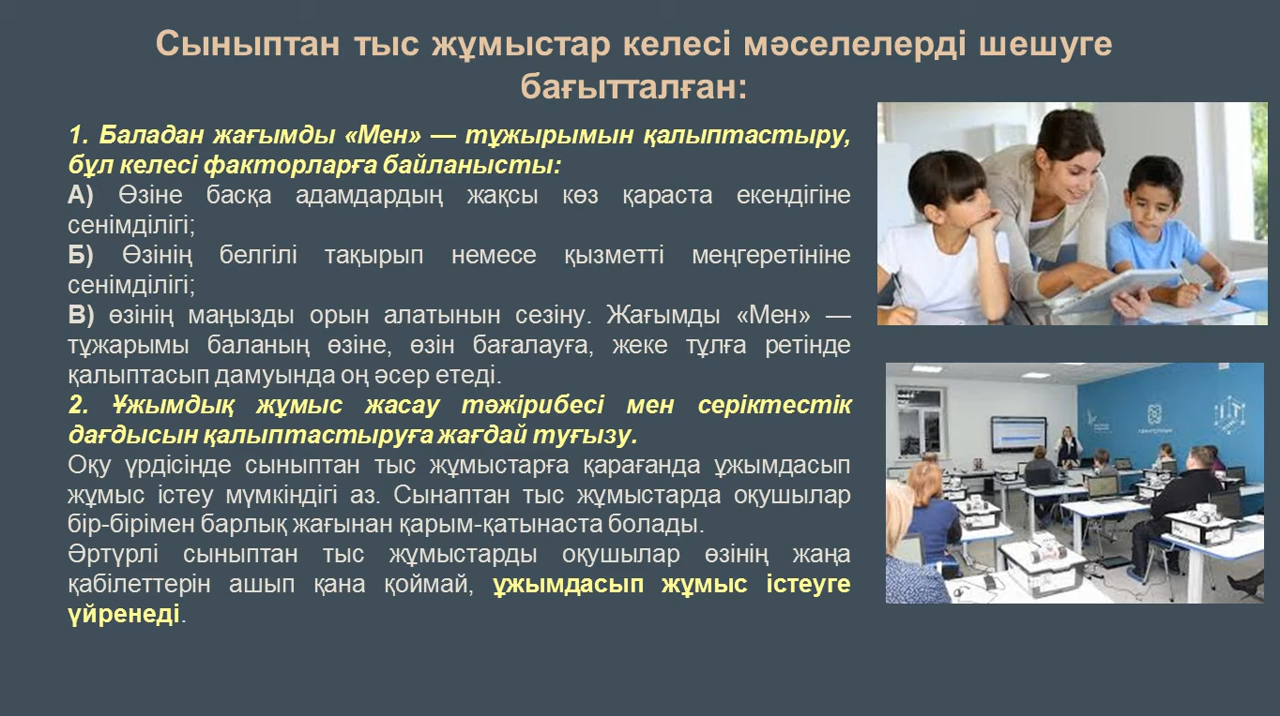 Сыныптан тыс жұмыстар келесі мәселелерді шешуге
бағытталған:
1. Баладан жағымды «Мен» — тұжырымын қалыптастыру,
бұл келесі факторларға байланысты:
А) Өзіне басқа адамдардың жақсы көз қараста екендігіне
сенімділігі;
Б) Өзінің белгілі тақырып немесе қызметті меңгеретініне
сенімділігі;
В) өзінің маңызды орын алатынын сезіну. Жағымды «Мен» —
тұжарымы баланың өзіне, өзін бағалауға, жеке тұлға ретінде
қалыптасып дамуында оң әсер етеді.
2. Ұжымдық жұмыс жасау тәжірибесі мен серіктестік
дағдысын қалыптастыруға жағдай туғызу.
Оқу үрдісінде сыныптан тыс жұмыстарға қарағанда ұжымдасып
жұмыс істеу мүмкіндігі аз. Сынаптан тыс жұмыстарда оқушылар
бір-бірімен барлық жағынан қарым-қатынаста болады.
Әртүрлі сыныптан тыс жұмыстарды оқушылар өзінің жаңа
қабілеттерін ашып қана қоймай, ұжымдасып жұмыс істеуге
үйренеді.